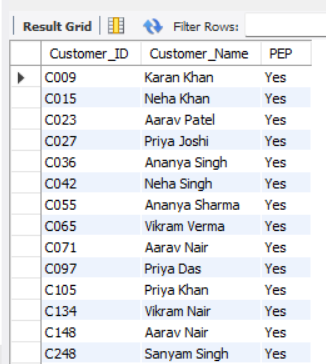 Result Grid Filter Rows:
Customer_ID Customer_Name PEP
C009 Karan Khan Yes
C015 Neha Khan Yes
C023 Aarav Patel Yes
C027 Priya Joshi Yes
C036 Ananya Singh Yes
C042 Neha Singh Yes
C055 Ananya Sharma Yes
C065 Vikram Verma Yes
C071 Aarav Nair Yes
C097 Priya Das Yes
C105 Priya Khan Yes
C134 Vikram Nair Yes
C148 Aarav Nair Yes
C248 Sanyam Singh Yes